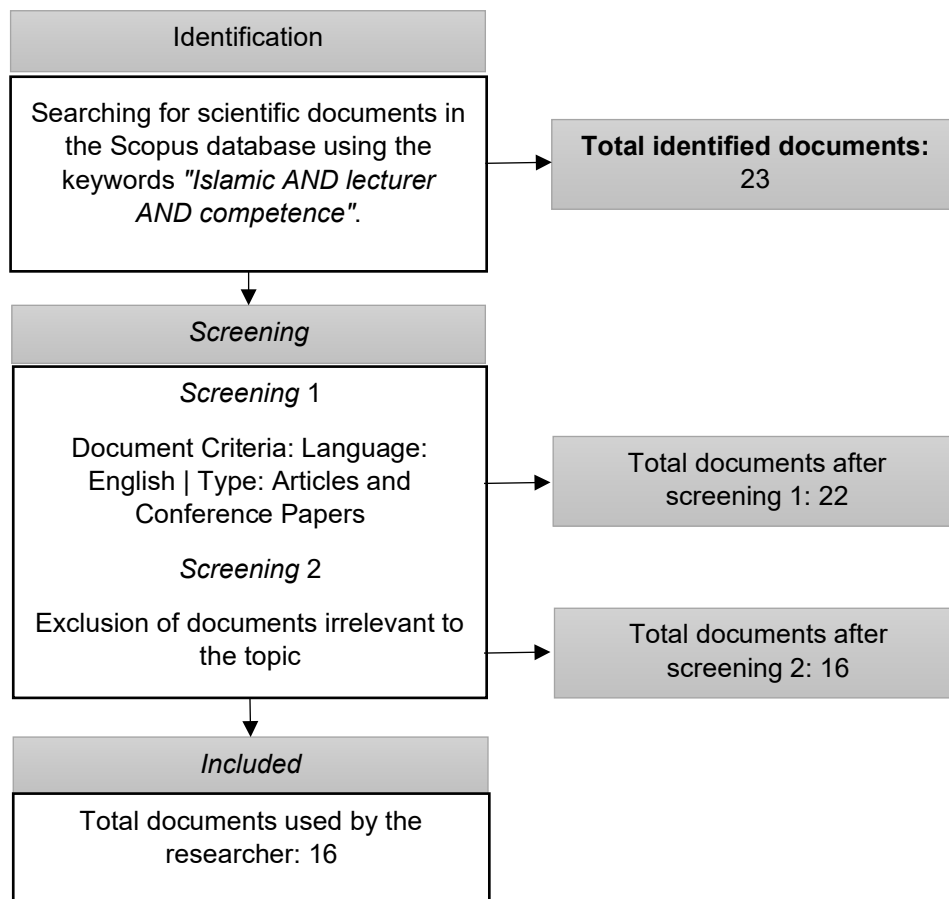 Identification
Searching for scientific documents in
the Scopus database using the
keywords "Islamic AND lecturer
AND competence".
Total identified documents:
23
Screening
Screening 1
Document Criteria: Language:
English | Type: Articles and
Conference Papers
Total documents after
screening 1: 22
Screening 2
Exclusion of documents irrelevant to
the topic
Total documents after
screening 2: 16
Included
Total documents used by the
researcher: 16